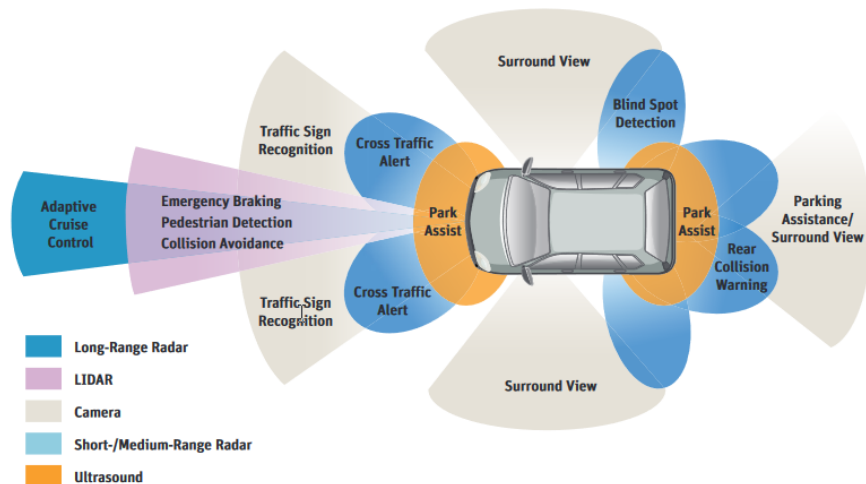 Surround View
Blind Spot
Detection
Traffic Sign
Recognition
Cross Traffic
Alert
Adaptive
Cruise
Control
Emergency Braking
Pedestrian Detection
Collision Avoidance
Park
Assist
Park
Assist
Parking
Assistance/
Surround View
Rear
Collision
Warning
Cross Traffic
Alert
Traffic Sign
Recognition
Surround View
Long-Range Radar
LIDAR
Camera
Short-/Medium-Range Radar
Ultrasound